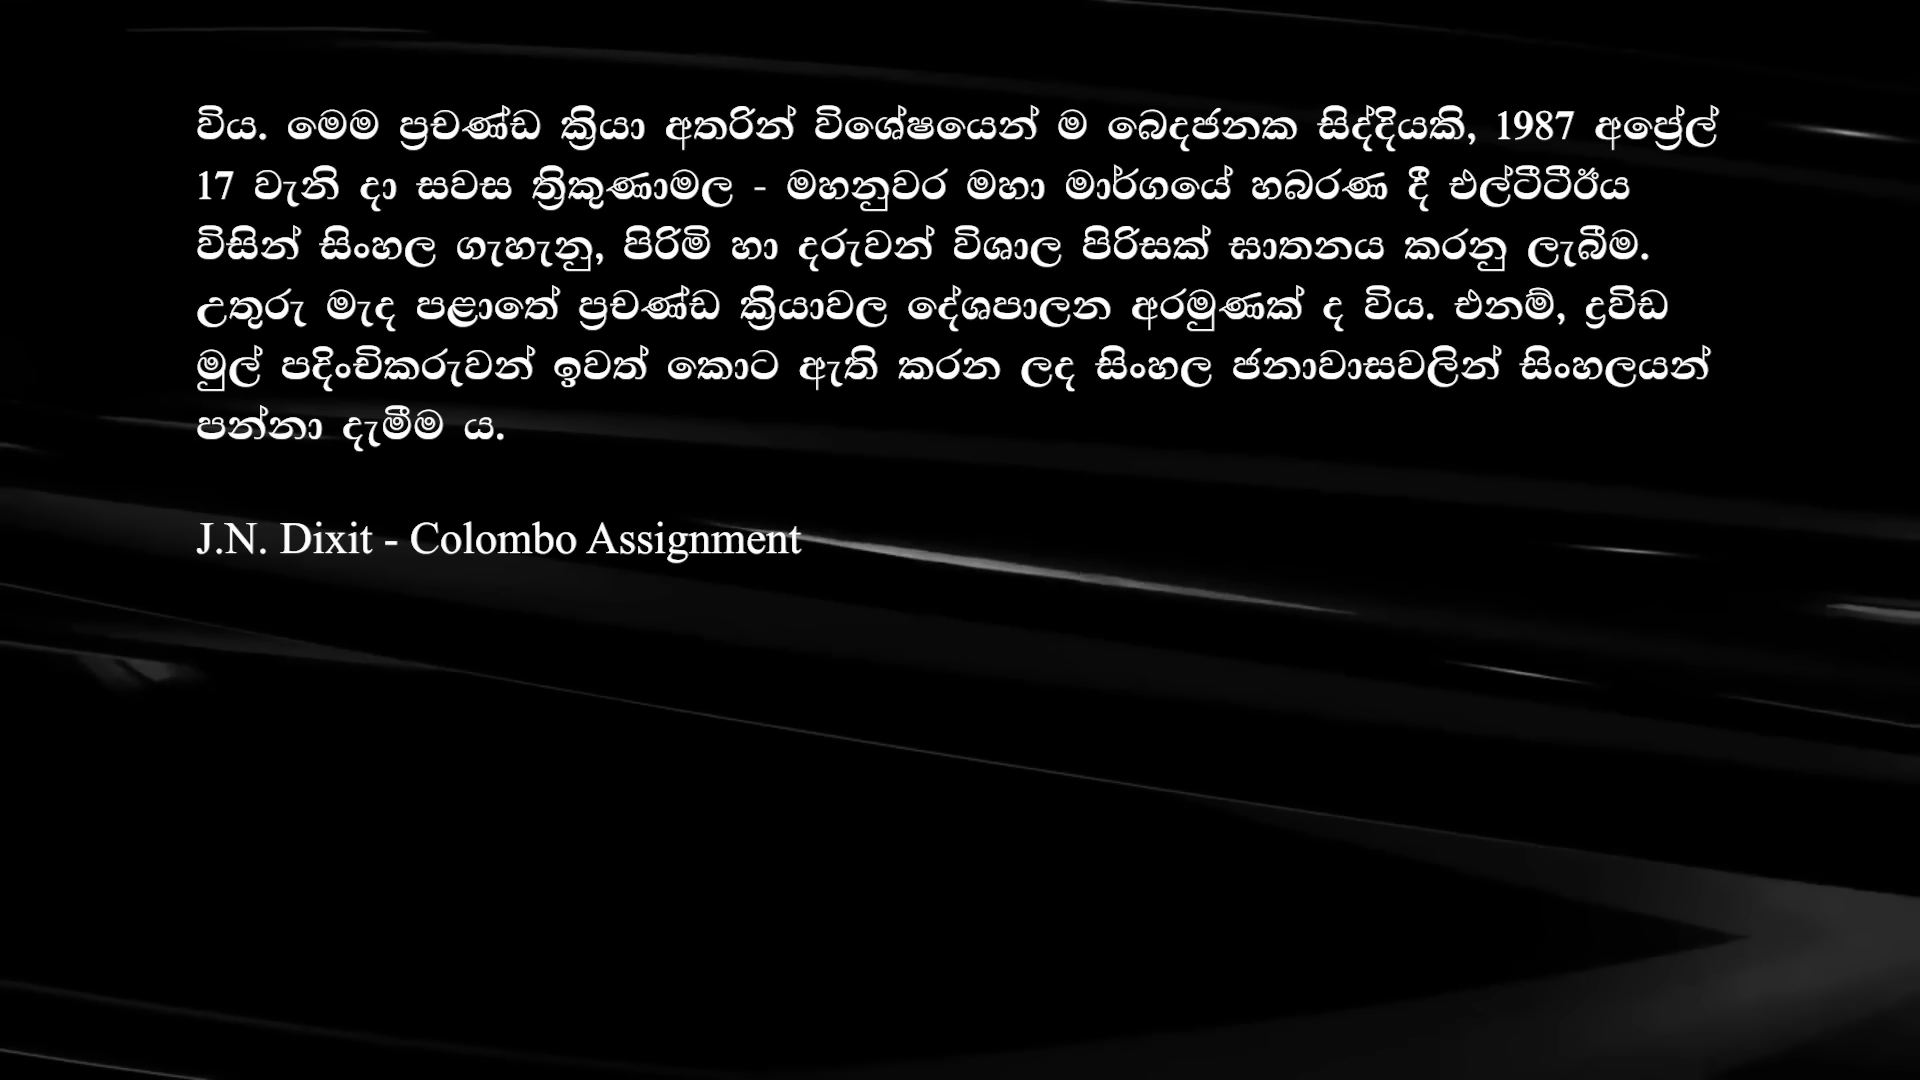 විය. මෙම ප්‍රචණ්ඩ ක්‍රියා අතරින් විශේෂයෙන් ම බෙදජනක සිද්දියකි, 1987 අප්‍රේල්
17 වැනි දා සවස ත්‍රිකුණාමල - මහනුවර මහා මාර්ගයේ හබරණ දී එල්ටීටීඊය
විසින් සිංහල ගැහැනු, පිරිමි හා දරුවන් විශාල පිරිසක් ඝාතනය කරනු ලැබීම.
උතුරු මැද පළාතේ ප්‍රචණ්ඩ ක්‍රියාවල දේශපාලන අරමුණක් ද විය. එනම්, ද්‍රවිඩ
මුල් පදිංචිකරුවන් ඉවත් කොට ඇති කරන ලද සිංහල ජනාවාසවලින් සිංහලයන්
පන්නා දැමීම ය.
J.N. Dixit - Colombo Assignment